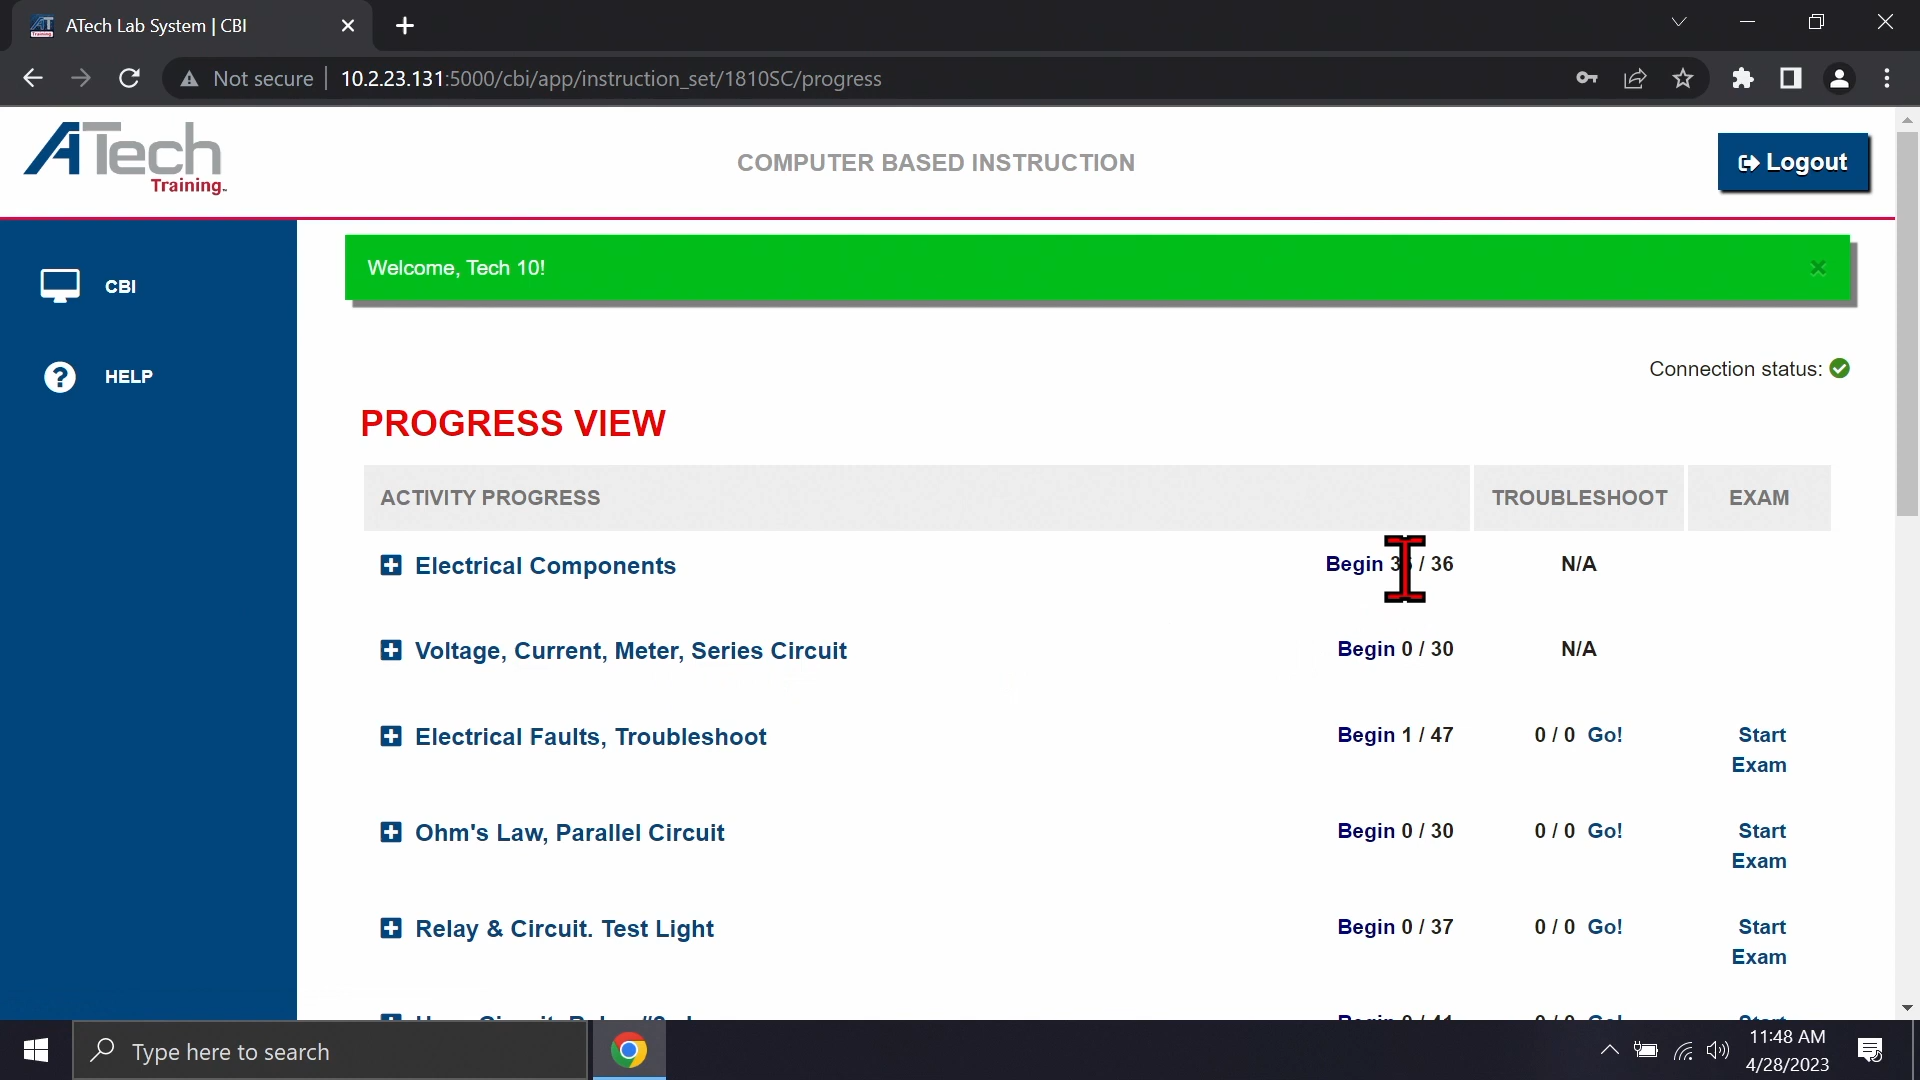 ATech Lab System | CBI
Not secure | 10.2.23.131:5000/cbi/app/instruction_set/1810SC/progress
ATech
Training™
COMPUTER BASED INSTRUCTION
Logout
CBI
HELP
Welcome, Tech 10!
Connection status:
PROGRESS VIEW
ACTIVITY PROGRESS TROUBLESHOOT EXAM
Electrical Components Begin / 36 N/A
Voltage, Current, Meter, Series Circuit Begin 0 / 30 N/A
Electrical Faults, Troubleshoot Begin 1 / 47 0 / 0 Go! Start
Exam
Ohm's Law, Parallel Circuit Begin 0 / 30 0 / 0 Go! Start
Exam
Relay & Circuit. Test Light Begin 0 / 37 0 / 0 Go! Start
Exam
Type here to search
11:48 AM
4/28/2023